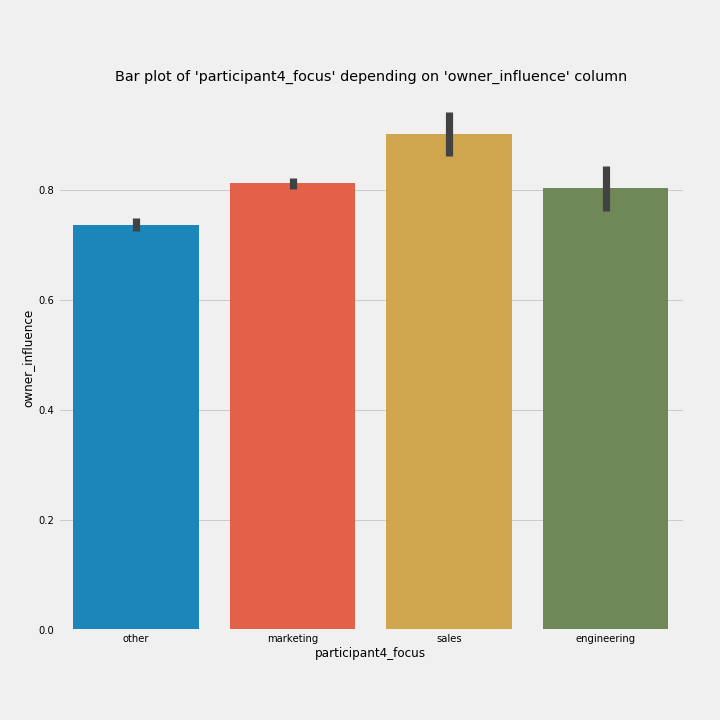 Bar plot of 'participant4_focus' depending on 'owner_influence' column
owner_influence
0.8
0.6
0.4
0.2
0.0
other marketing sales engineering
participant4_focus